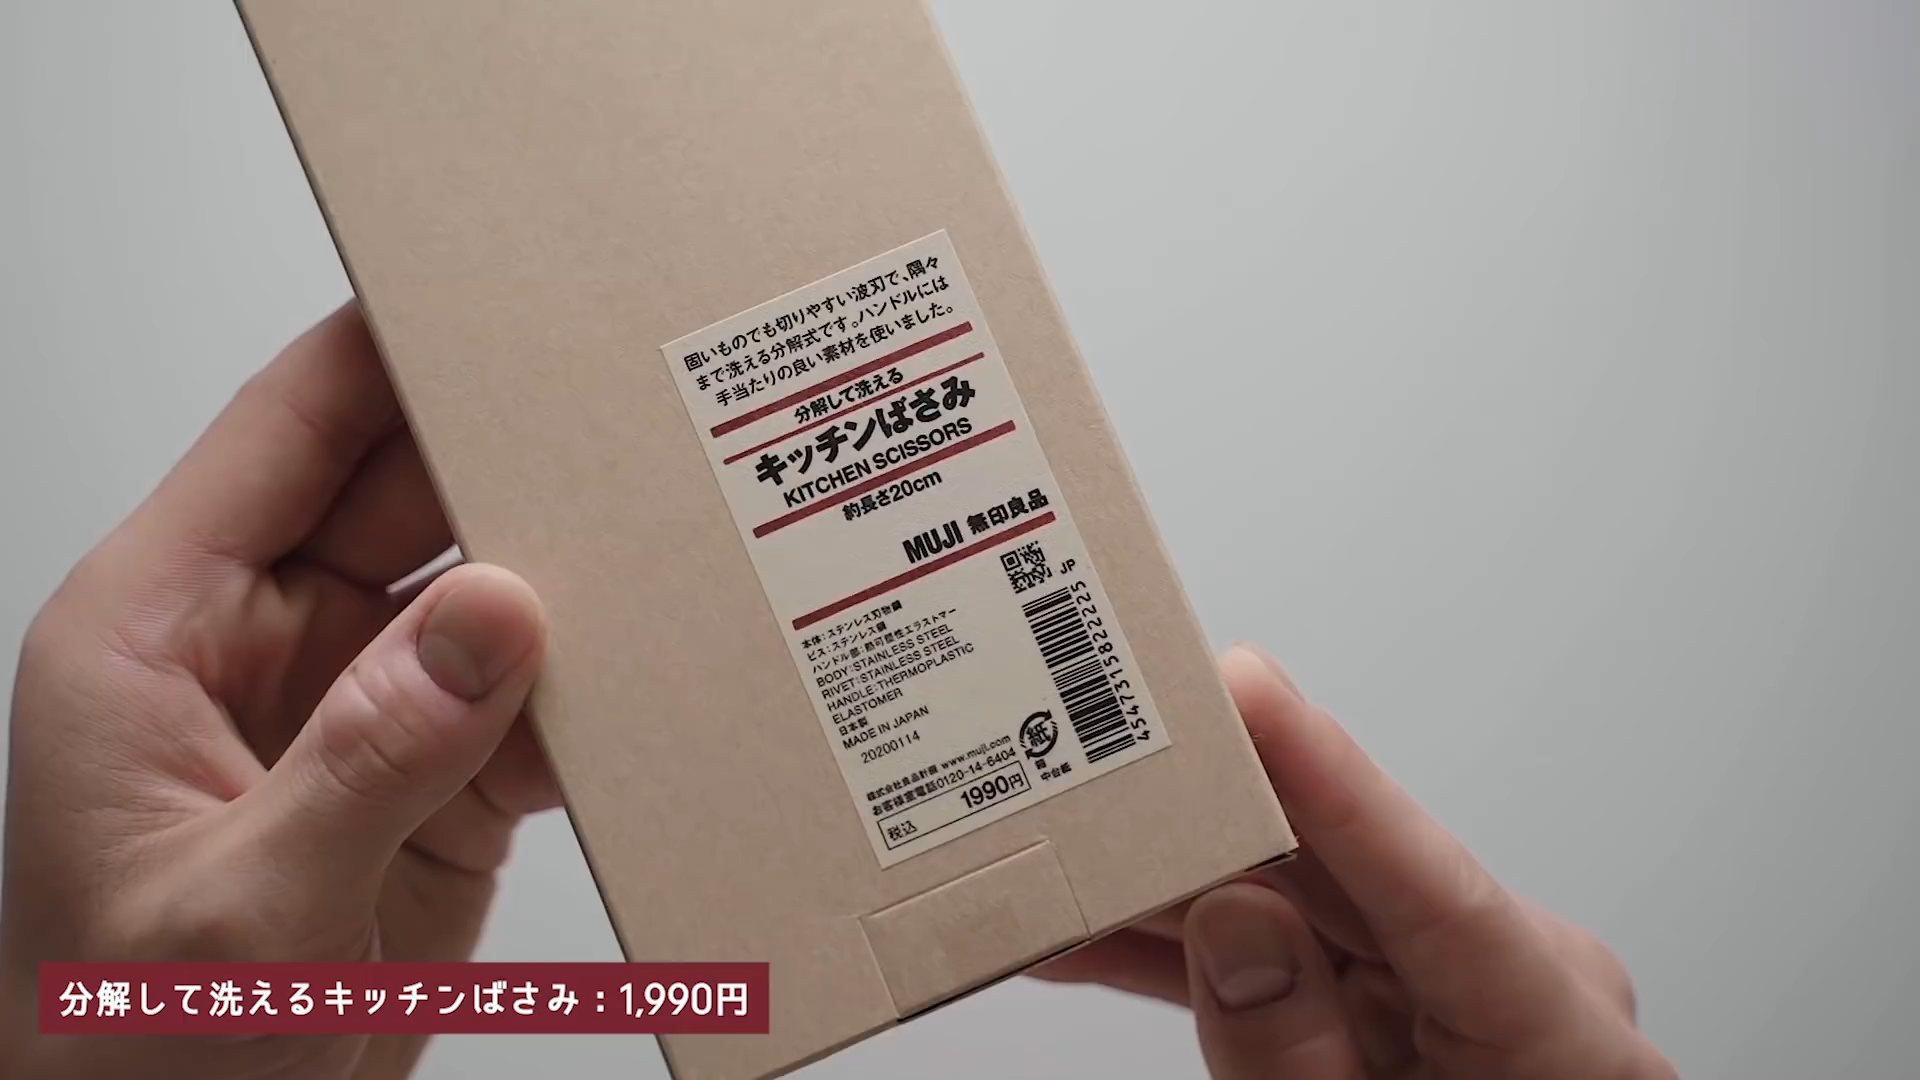 固いものでも切りやすい波刃で、隅々
まで洗える分解式です。ハンドルには
手当たりの良い素材を使いました。
分解して洗える
キッチンばさみ
KITCHEN SCISSORS
約長さ20cm
MUJI 無印良品
JP
4547315822225
本体:ステンレス刃物鋼
ビス:ステンレス鋼
ハンドル部:熱可塑性エラストマー
BODY:STAINLESS STEEL
RIVET:STAINLESS STEEL
HANDLE:THERMOPLASTIC
ELASTOMER
日本製
MADE IN JAPAN
20200114
株式会社良品計画 www.muji.com
お客様室電話0120-14-6404
紙
箱
中台紙
税込 1990円
分解して洗えるキッチンばさみ：1,990円